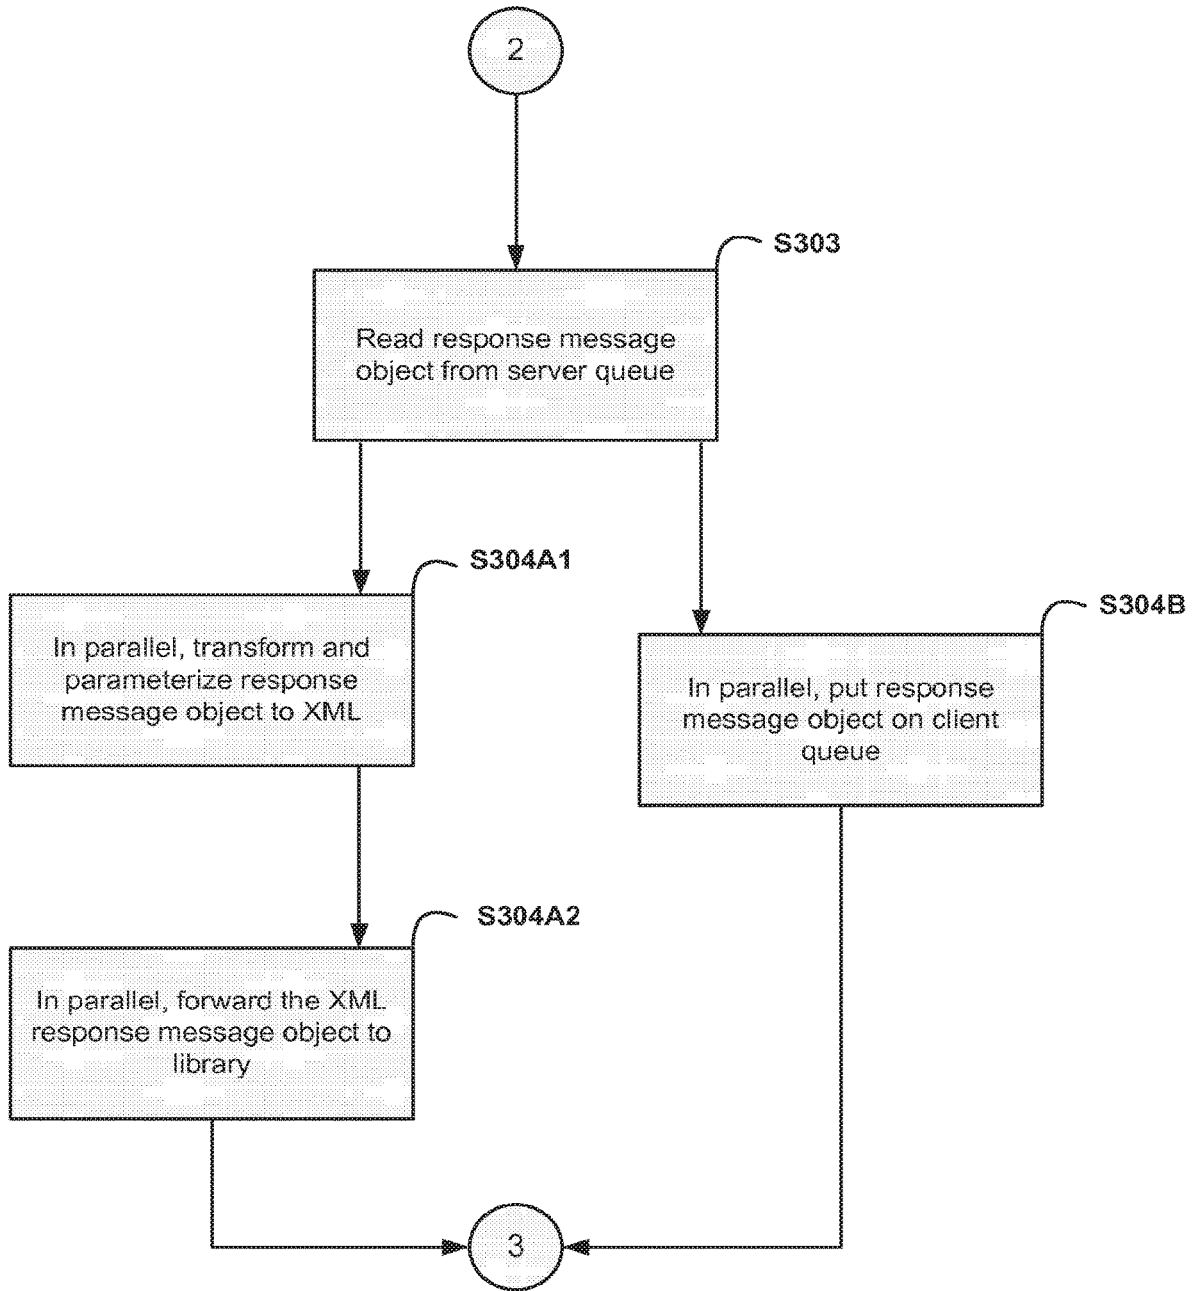 2
S303
Read response message
object from server queue
S304A1
In parallel, transform and
parameterize response
message object to XML
S304B
In parallel, put response
message object on client
queue
S304A2
In parallel, forward the XML
response message object to
library
3